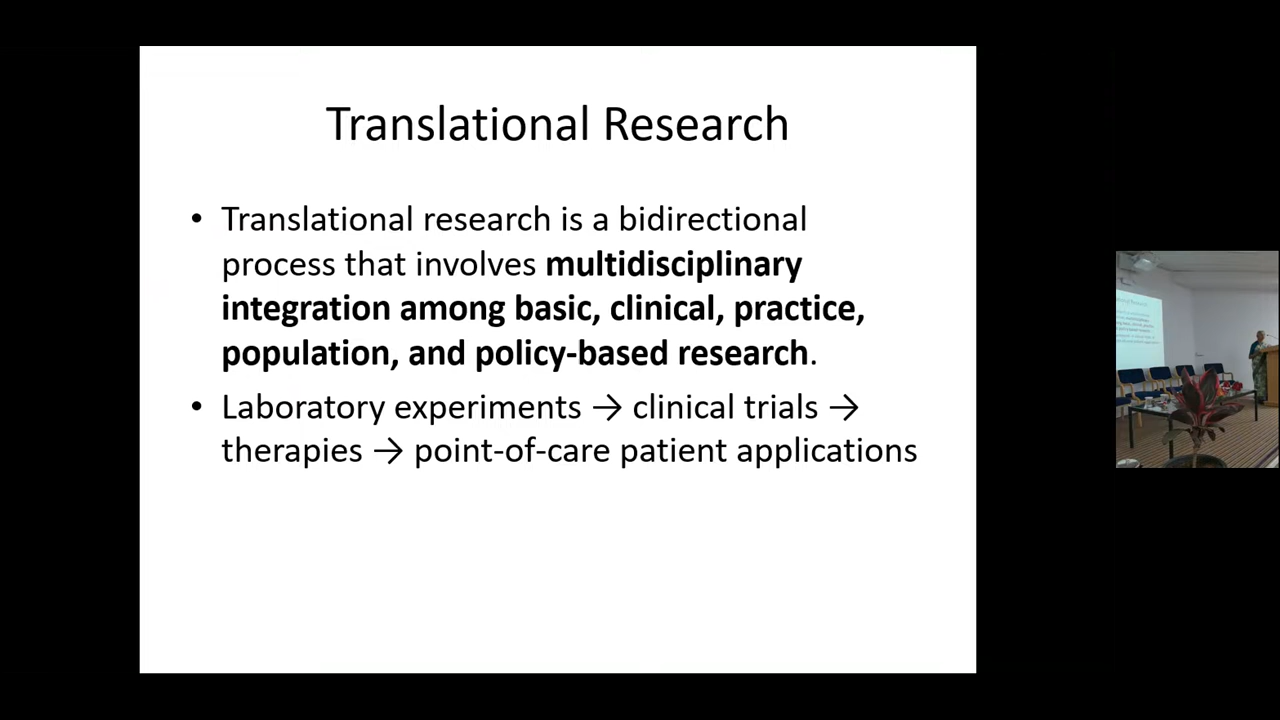 Translational Research
• Translational research is a bidirectional
process that involves multidisciplinary
integration among basic, clinical, practice,
population, and policy-based research.
• Laboratory experiments → clinical trials →
therapies → point-of-care patient applications